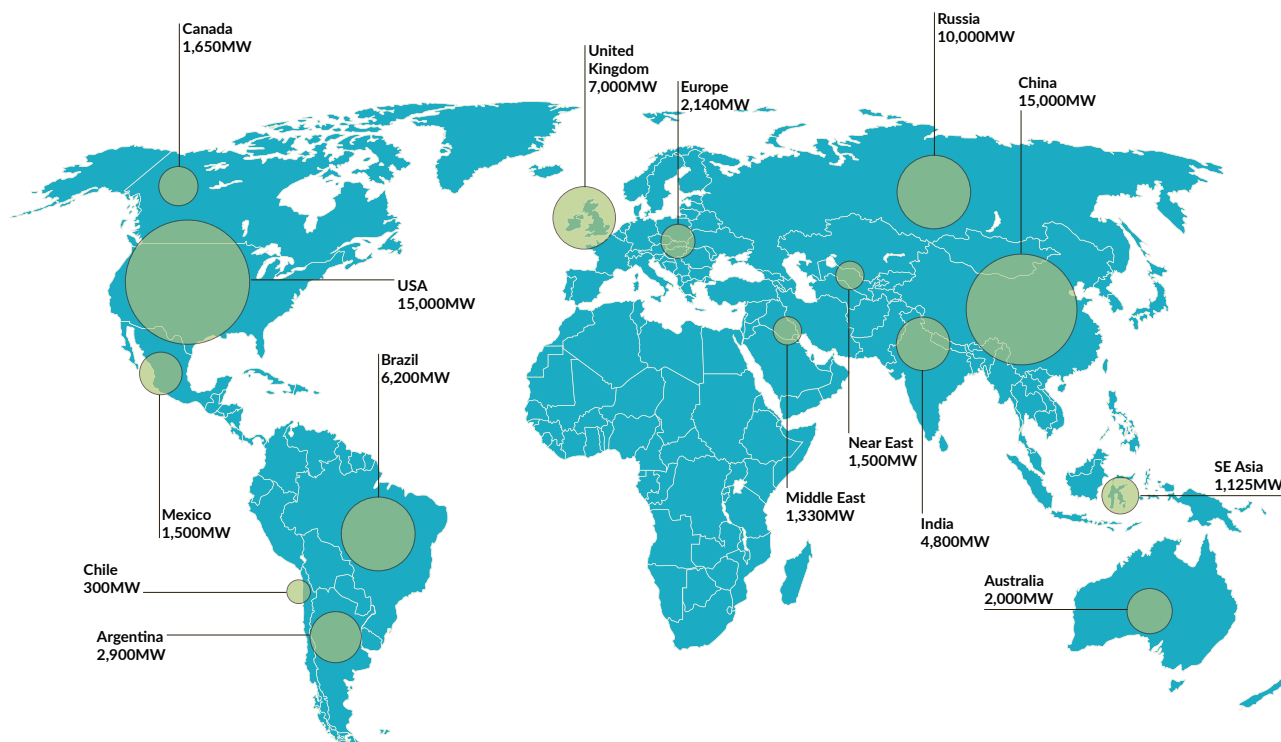 Canada
1,650MW
United
Kingdom
7,000MW
Europe
2,140MW
Russia
10,000MW
China
15,000MW
USA
15,000MW
Brazil
6,200MW
Mexico
1,500MW
Chile
300MW
Argentina
2,900MW
Near East
1,500MW
Middle East
1,330MW
India
4,800MW
SE Asia
1,125MW
Australia
2,000MW